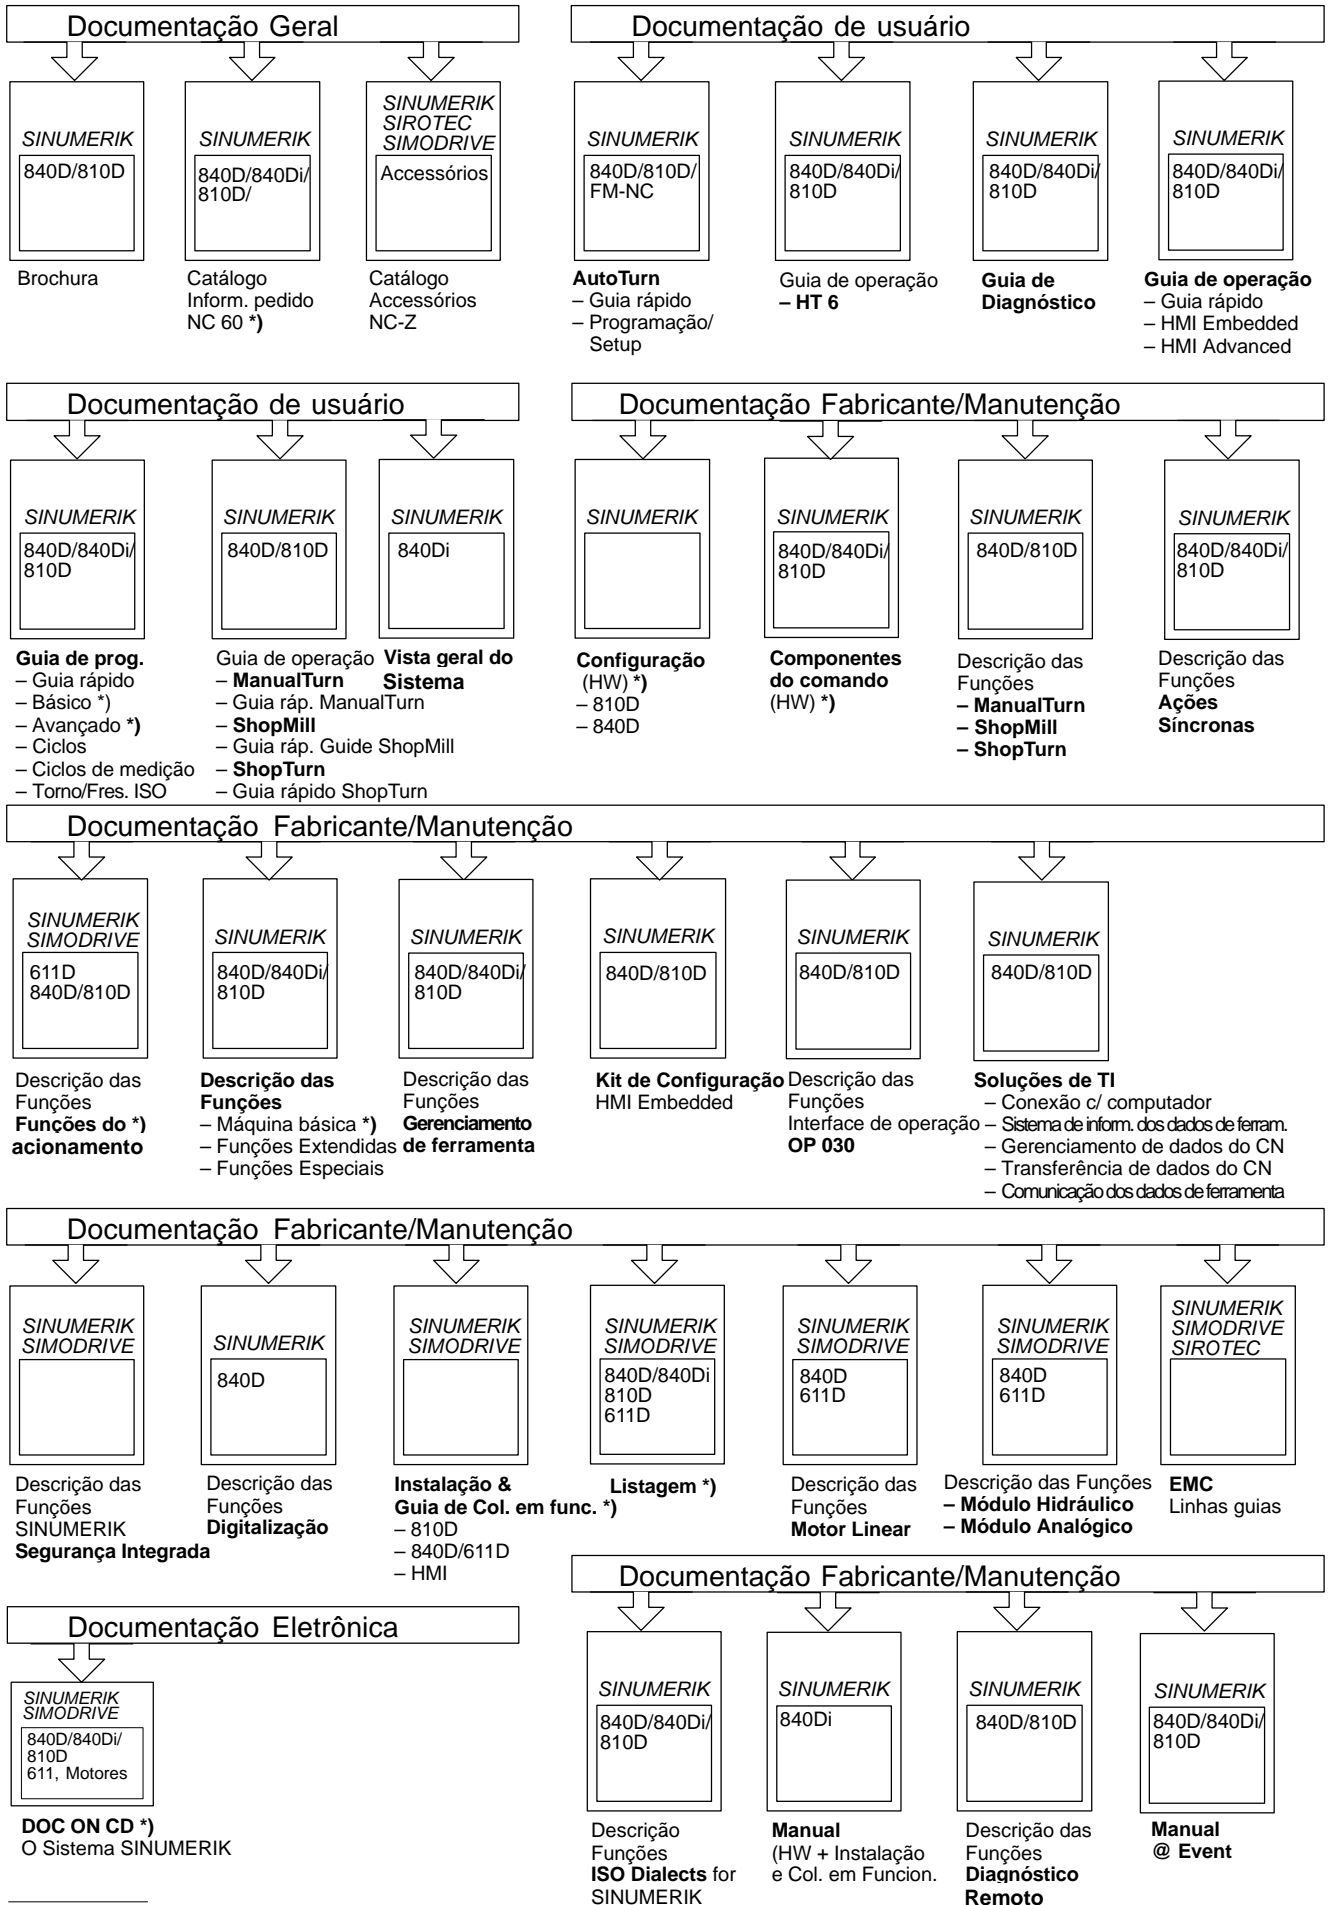 Documentação Geral
SINUMERIK
840D/810D
Brochura
SINUMERIK
840D/840Di/
810D/
Catálogo
Inform. pedido
NC 60 *)
SINUMERIK
SIROTEC
SIMODRIVE
Accessórios
Catálogo
Accessórios
NC-Z
Documentação de usuário
SINUMERIK
840D/810D/
FM-NC
AutoTurn
– Guia rápido
– Programação/
Setup
SINUMERIK
840D/840Di/
810D
Guia de operação
– HT 6
SINUMERIK
840D/840Di/
810D
Guia de
Diagnóstico
SINUMERIK
840D/840Di/
810D
Guia de operação
– Guia rápido
– HMI Embedded
– HMI Advanced
Documentação de usuário
SINUMERIK
840D/840Di/
810D
Guia de prog.
– Guia rápido
– Básico *)
– Avançado *)
– Ciclos
– Ciclos de medição
– Torno/Fres. ISO
SINUMERIK
840D/810D
Guia de operação
– ManualTurn
– Guia ráp. ManualTurn
– ShopMill
– Guia ráp. Guide ShopMill
– ShopTurn
– Guia rápido ShopTurn
SINUMERIK
840Di
Vista geral do
Sistema
Documentação Fabricante/Manutenção
SINUMERIK
Configuração
(HW) *)
– 810D
– 840D
SINUMERIK
840D/840Di/
810D
Componentes
do comando
(HW) *)
SINUMERIK
840D/810D
Descrição das
Funções
– ManualTurn
– ShopMill
– ShopTurn
SINUMERIK
840D/840Di/
810D
Descrição das
Funções
Ações
Síncronas
Documentação Fabricante/Manutenção
SINUMERIK
SIMODRIVE
611D
840D/810D
Descrição das
Funções
Funções do *)
acionamento
SINUMERIK
840D/840Di/
810D
Descrição das
Funções
– Máquina básica *)
– Funções Extendidas
– Funções Especiais
SINUMERIK
840D/840Di/
810D
Descrição das
Funções
Gerenciamento
de ferramenta
SINUMERIK
840D/810D
Kit de Configuração
HMI Embedded
SINUMERIK
840D/810D
Descrição das
Funções
Interface de operação
OP 030
SINUMERIK
840D/810D
Soluções de TI
– Conexão c/ computador
– Sistema de inform. dos dados de ferram.
– Gerenciamento de dados do CN
– Transferência de dados do CN
– Comunicação dos dados de ferramenta
Documentação Fabricante/Manutenção
SINUMERIK
SIMODRIVE
Descrição das
Funções
SINUMERIK
Segurança Integrada
SINUMERIK
840D
Descrição das
Funções
Digitalização
SINUMERIK
SIMODRIVE
Instalação &
Guia de Col. em func. *)
– 810D
– 840D/611D
– HMI
SINUMERIK
SIMODRIVE
840D/840Di
810D
611D
Listagem *)
SINUMERIK
SIMODRIVE
840D
611D
Descrição das
Funções
Motor Linear
SINUMERIK
SIMODRIVE
840D
611D
Descrição das Funções
– Módulo Hidráulico
– Módulo Analógico
SINUMERIK
SIMODRIVE
SIROTEC
EMC
Linhas guias
Documentação Eletrônica
SINUMERIK
SIMODRIVE
840D/840Di/
810D
611, Motores
DOC ON CD *)
O Sistema SINUMERIK
Documentação Fabricante/Manutenção
SINUMERIK
840D/840Di/
810D
Descrição
Funções
ISO Dialects for
SINUMERIK
SINUMERIK
840Di
Manual
(HW + Instalação
e Col. em Funcion.
SINUMERIK
840D/810D
Descrição das
Funções
Diagnóstico
Remoto
SINUMERIK
840D/840Di/
810D
Manual
@ Event